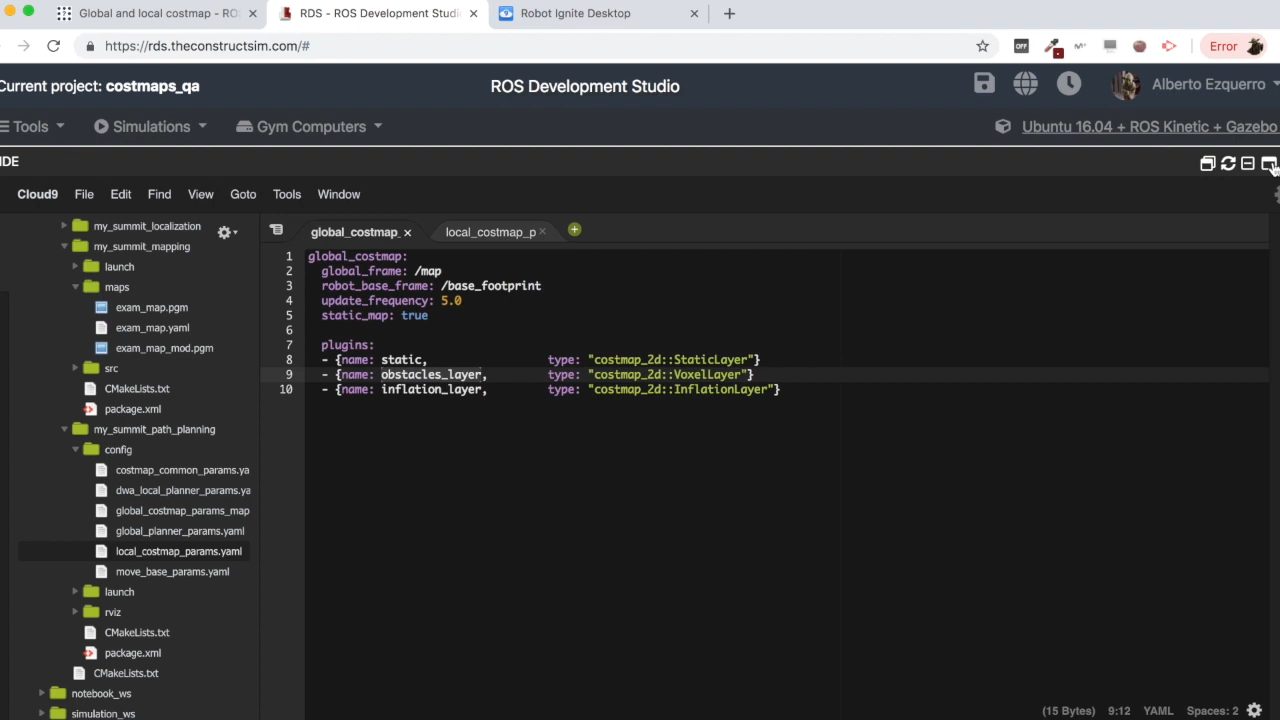 Global and local costmap - RO
RDS - ROS Development Studi
Robot Ignite Desktop
https://rds.theconstructsim.com/#
OFF
Error
Current project: costmaps_qa
ROS Development Studio
Alberto Ezquerro
Tools
Simulations
Gym Computers
Ubuntu 16.04 + ROS Kinetic + Gazebo
IDE
Cloud9 File Edit Find View Goto Tools Window
my_summit_localization
my_summit_mapping
launch
maps
exam_map.pgm
exam_map.yaml
exam_map_mod.pgm
src
CMakeLists.txt
package.xml
my_summit_path_planning
config
costmap_common_params.ya
dwa_local_planner_params.ya
global_costmap_params_map
global_planner_params.yaml
local_costmap_params.yaml
move_base_params.yaml
launch
rviz
CMakeLists.txt
package.xml
CMakeLists.txt
notebook_ws
simulation_ws
global_costmap_
local_costmap_p
1 global_costmap:
2 global_frame: /map
3 robot_base_frame: /base_footprint
4 update_frequency: 5.0
5 static_map: true
6
7 plugins:
8 - {name: static, type: "costmap_2d::StaticLayer"}
9 - {name: obstacles_layer, type: "costmap_2d::VoxelLayer"}
10 - {name: inflation_layer, type: "costmap_2d::InflationLayer"}
(15 Bytes) 9:12 YAML Spaces: 2